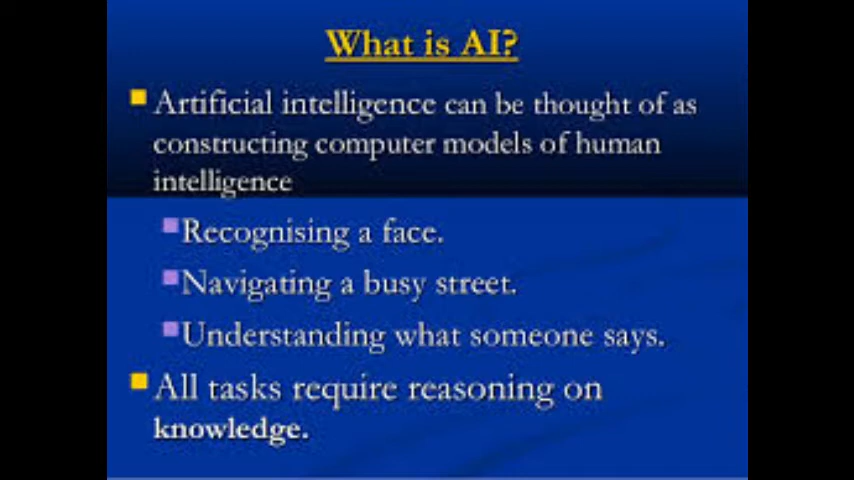 What is AI?
Artificial intelligence can be thought of as
constructing computer models of human
intelligence
Recognising a face.
Navigating a busy street.
Understanding what someone says.
All tasks require reasoning on
knowledge.